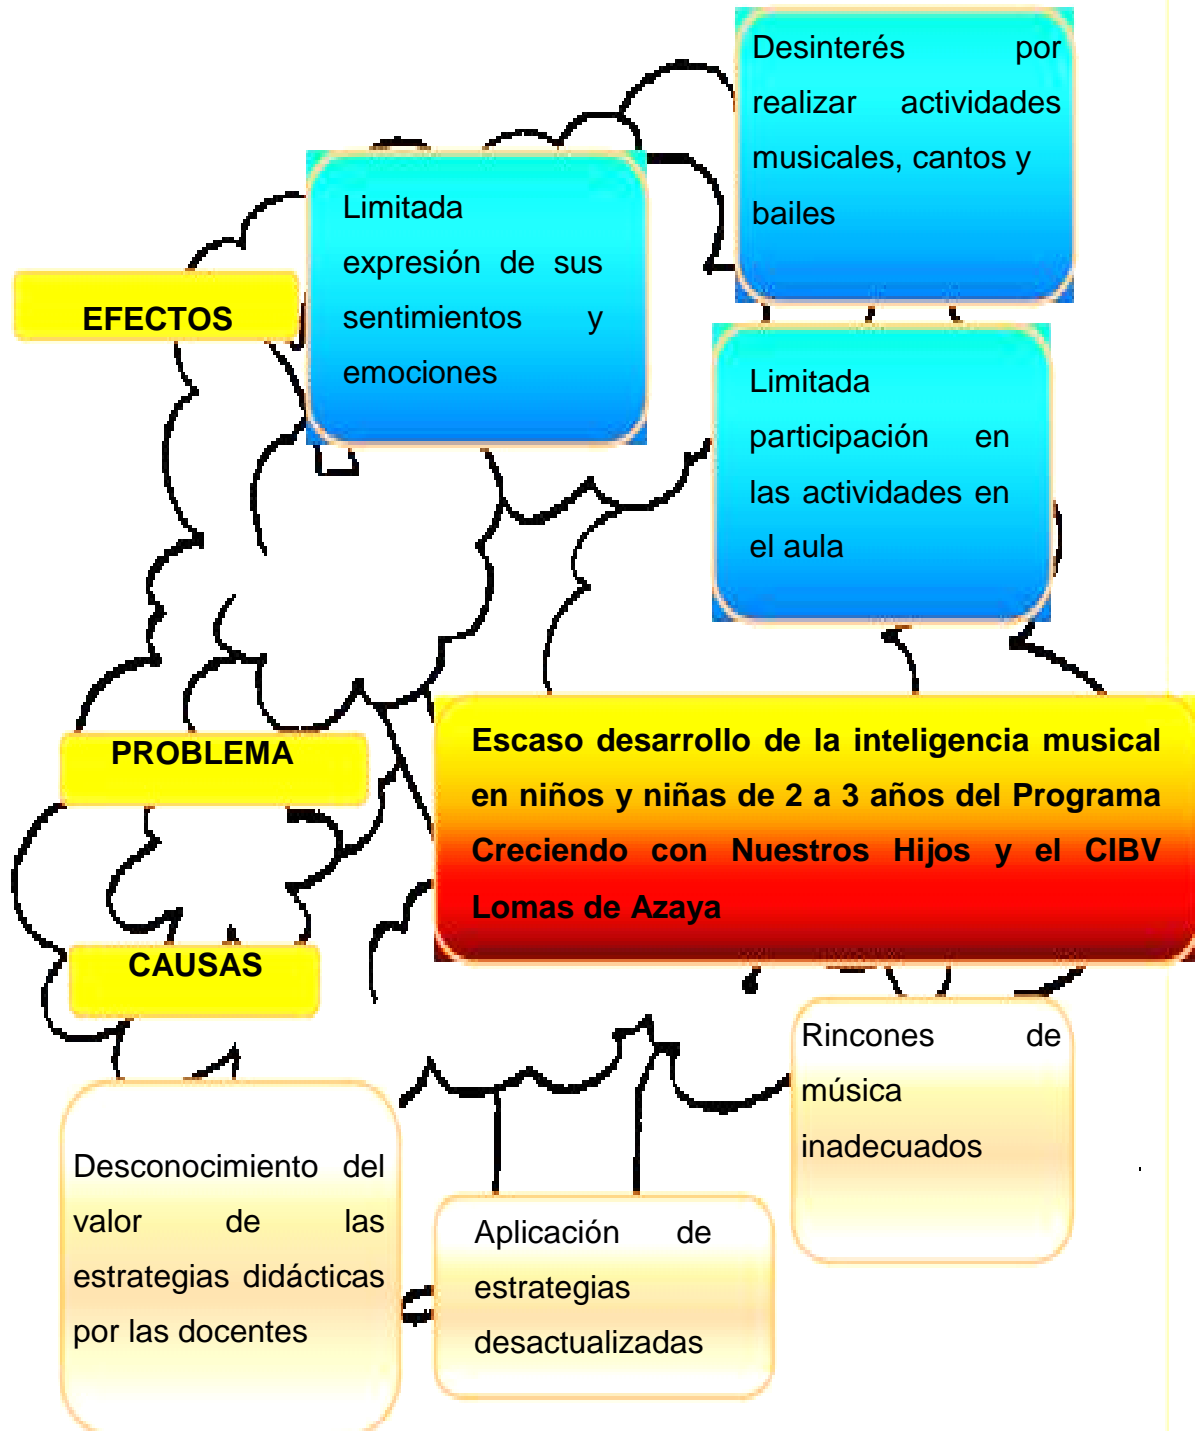 Desinterés por
realizar actividades
musicales, cantos y
bailes
Limitada
expresión de sus
sentimientos y
emociones
EFECTOS
Limitada
participación en
las actividades en
el aula
PROBLEMA
Escaso desarrollo de la inteligencia musical
en niños y niñas de 2 a 3 años del Programa
Creciendo con Nuestros Hijos y el CIBV
Lomas de Azaya
CAUSAS
Rincones de
música
inadecuados
Desconocimiento del
valor de las
estrategias didácticas
por las docentes
Aplicación de
estrategias
desactualizadas